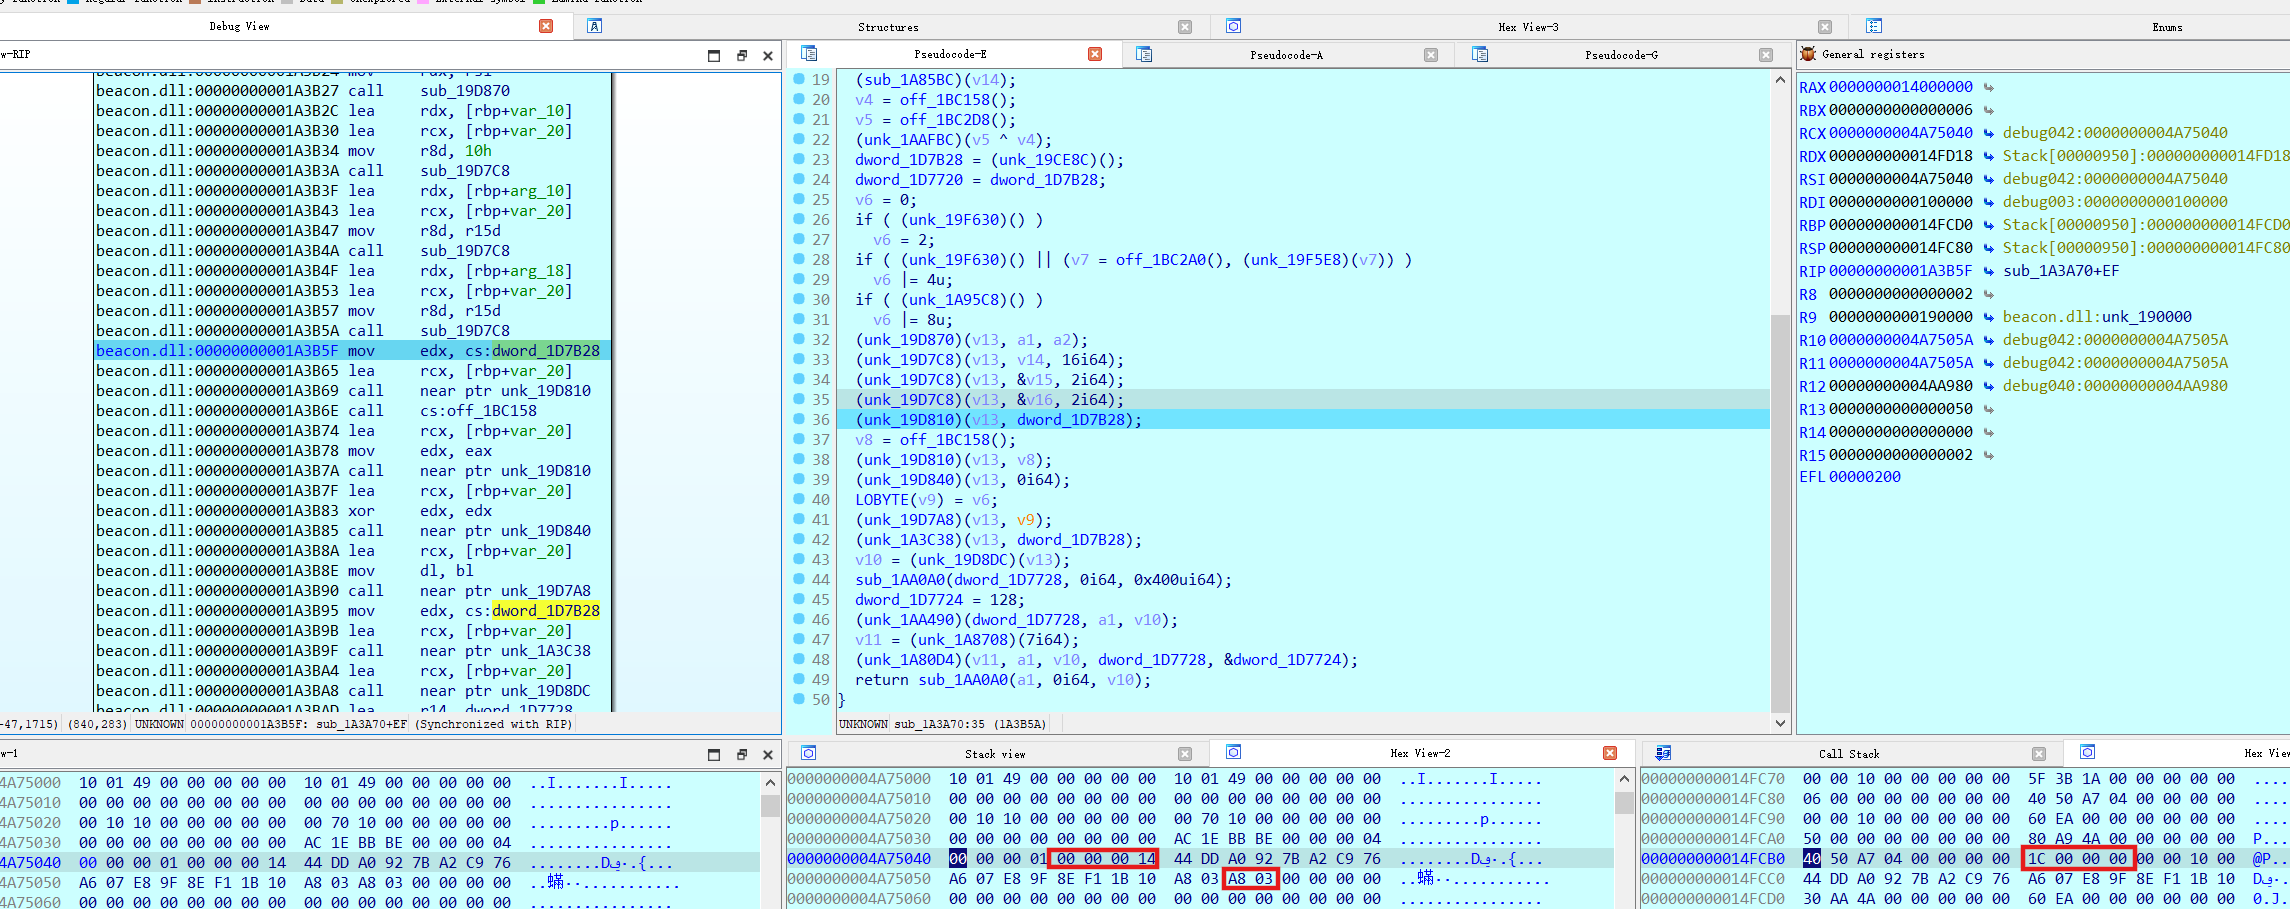 Debug View
Structures
Hex View-3
Enums
w-RIP
Pseudocode-E
Pseudocode-A
Pseudocode-G
General registers
beacon.dll:00000000001A3B27 call sub_19D870
beacon.dll:00000000001A3B2C lea rdx, [rbp+var_10]
beacon.dll:00000000001A3B30 lea rcx, [rbp+var_20]
beacon.dll:00000000001A3B34 mov r8d, 10h
beacon.dll:00000000001A3B3A call sub_19D7C8
beacon.dll:00000000001A3B3F lea rdx, [rbp+arg_10]
beacon.dll:00000000001A3B43 lea rcx, [rbp+var_20]
beacon.dll:00000000001A3B47 mov r8d, r15d
beacon.dll:00000000001A3B4A call sub_19D7C8
beacon.dll:00000000001A3B4F lea rdx, [rbp+arg_18]
beacon.dll:00000000001A3B53 lea rcx, [rbp+var_20]
beacon.dll:00000000001A3B57 mov r8d, r15d
beacon.dll:00000000001A3B5A call sub_19D7C8
beacon.dll:00000000001A3B5F mov edx, cs:dword_1D7B28
beacon.dll:00000000001A3B65 lea rcx, [rbp+var_20]
beacon.dll:00000000001A3B69 call near ptr unk_19D810
beacon.dll:00000000001A3B6E call cs:off_1BC158
beacon.dll:00000000001A3B74 lea rcx, [rbp+var_20]
beacon.dll:00000000001A3B78 mov edx, eax
beacon.dll:00000000001A3B7A call near ptr unk_19D810
beacon.dll:00000000001A3B7F lea rcx, [rbp+var_20]
beacon.dll:00000000001A3B83 xor edx, edx
beacon.dll:00000000001A3B85 call near ptr unk_19D840
beacon.dll:00000000001A3B8A lea rcx, [rbp+var_20]
beacon.dll:00000000001A3B8E mov dl, bl
beacon.dll:00000000001A3B90 call near ptr unk_19D7A8
beacon.dll:00000000001A3B95 mov edx, cs:dword_1D7B28
beacon.dll:00000000001A3B9B lea rcx, [rbp+var_20]
beacon.dll:00000000001A3B9F call near ptr unk_1A3C38
beacon.dll:00000000001A3BA4 lea rcx, [rbp+var_20]
beacon.dll:00000000001A3BA8 call near ptr unk_19D8DC
beacon.dll:00000000001A3BAD lea r14, dword_1D7728
-47,1715) (840,283) UNKNOWN 00000000001A3B5F: sub_1A3A70+EF (Synchronized with RIP)
19 (sub_1A85BC)(v14);
20 v4 = off_1BC158();
21 v5 = off_1BC2D8();
22 (unk_1AAFBC)(v5 ^ v4);
23 dword_1D7B28 = (unk_19CE8C)();
24 dword_1D7720 = dword_1D7B28;
25 v6 = 0;
26 if ( (unk_19F630)() )
27 v6 = 2;
28 if ( (unk_19F630)() || (v7 = off_1BC2A0(), (unk_19F5E8)(v7)) )
29 v6 |= 4u;
30 if ( (unk_1A95C8)() )
31 v6 |= 8u;
32 (unk_19D870)(v13, a1, a2);
33 (unk_19D7C8)(v13, v14, 16i64);
34 (unk_19D7C8)(v13, &v15, 2i64);
35 (unk_19D7C8)(v13, &v16, 2i64);
36 (unk_19D810)(v13, dword_1D7B28);
37 v8 = off_1BC158();
38 (unk_19D810)(v13, v8);
39 (unk_19D840)(v13, 0i64);
40 LOBYTE(v9) = v6;
41 (unk_19D7A8)(v13, v9);
42 (unk_1A3C38)(v13, dword_1D7B28);
43 v10 = (unk_19D8DC)(v13);
44 sub_1AA0A0(dword_1D7728, 0i64, 0x400ui64);
45 dword_1D7724 = 128;
46 (unk_1AA490)(dword_1D7728, a1, v10);
47 v11 = (unk_1A8708)(7i64);
48 (unk_1A80D4)(v11, a1, v10, dword_1D7728, &dword_1D7724);
49 return sub_1AA0A0(a1, 0i64, v10);
50 }
UNKNOWN sub_1A3A70:35 (1A3B5A)
RAX 0000000014000000
RBX 0000000000000006
RCX 0000000004A75040 debug042:0000000004A75040
RDX 000000000014FD18 Stack[00000950]:000000000014FD18
RSI 0000000004A75040 debug042:0000000004A75040
RDI 0000000000100000 debug003:0000000000100000
RBP 000000000014FCD0 Stack[00000950]:000000000014FCD0
RSP 000000000014FC80 Stack[00000950]:000000000014FC80
RIP 00000000001A3B5F sub_1A3A70+EF
R8 0000000000000002
R9 0000000000190000 beacon.dll:unk_190000
R10 0000000004A7505A debug042:0000000004A7505A
R11 0000000004A7505A debug042:0000000004A7505A
R12 00000000004AA980 debug040:00000000004AA980
R13 0000000000000050
R14 0000000000000000
R15 0000000000000002
EFL 00000200
w-1
Stack view
Hex View-2
Call Stack
Hex View
4A75000 10 01 49 00 00 00 00 00 10 01 49 00 00 00 00 00 ..I.......I.....
4A75010 00 00 00 00 00 00 00 00 00 00 00 00 00 00 00 00 ................
4A75020 00 10 10 00 00 00 00 00 00 70 10 00 00 00 00 00 .........p......
4A75030 00 00 00 00 00 00 00 00 AC 1E BB BE 00 00 00 04
4A75040 00 00 00 01 00 00 00 14 44 DD A0 92 7B A2 C9 76
4A75050 A6 07 E8 9F 8E F1 1B 10 A8 03 A8 03 00 00 00 00
4A75060 00 00 00 00 00 00 00 00 00 00 00 00 00 00 00 00 ................
0000000004A75000 10 01 49 00 00 00 00 00 10 01 49 00 00 00 00 00 ..I.......I.....
0000000004A75010 00 00 00 00 00 00 00 00 00 00 00 00 00 00 00 00 ................
0000000004A75020 00 10 10 00 00 00 00 00 00 70 10 00 00 00 00 00 .........p......
0000000004A75030 00 00 00 00 00 00 00 00 AC 1E BB BE 00 00 00 04
0000000004A75040 00 00 00 01 00 00 00 14 44 DD A0 92 7B A2 C9 76
0000000004A75050 A6 07 E8 9F 8E F1 1B 10 A8 03 A8 03 00 00 00 00
0000000004A75060 00 00 00 00 00 00 00 00 00 00 00 00 00 00 00 00 ................
000000000014FC70 00 00 10 00 00 00 00 00 5F 3B 1A 00 00 00 00 00
000000000014FC80 06 00 00 00 00 00 00 00 40 50 A7 04 00 00 00 00
000000000014FC90 00 00 10 00 00 00 00 00 60 EA 00 00 00 00 00 00
000000000014FCA0 50 00 00 00 00 00 00 00 80 A9 4A 00 00 00 00 00 P...
000000000014FCB0 40 50 A7 04 00 00 00 00 1C 00 00 00 00 00 10 00 @P..
000000000014FCC0 44 DD A0 92 7B A2 C9 76 A6 07 E8 9F 8E F1 1B 10
000000000014FCD0 30 AA 4A 00 00 00 00 00 60 EA 00 00 00 00 00 00 0.J.